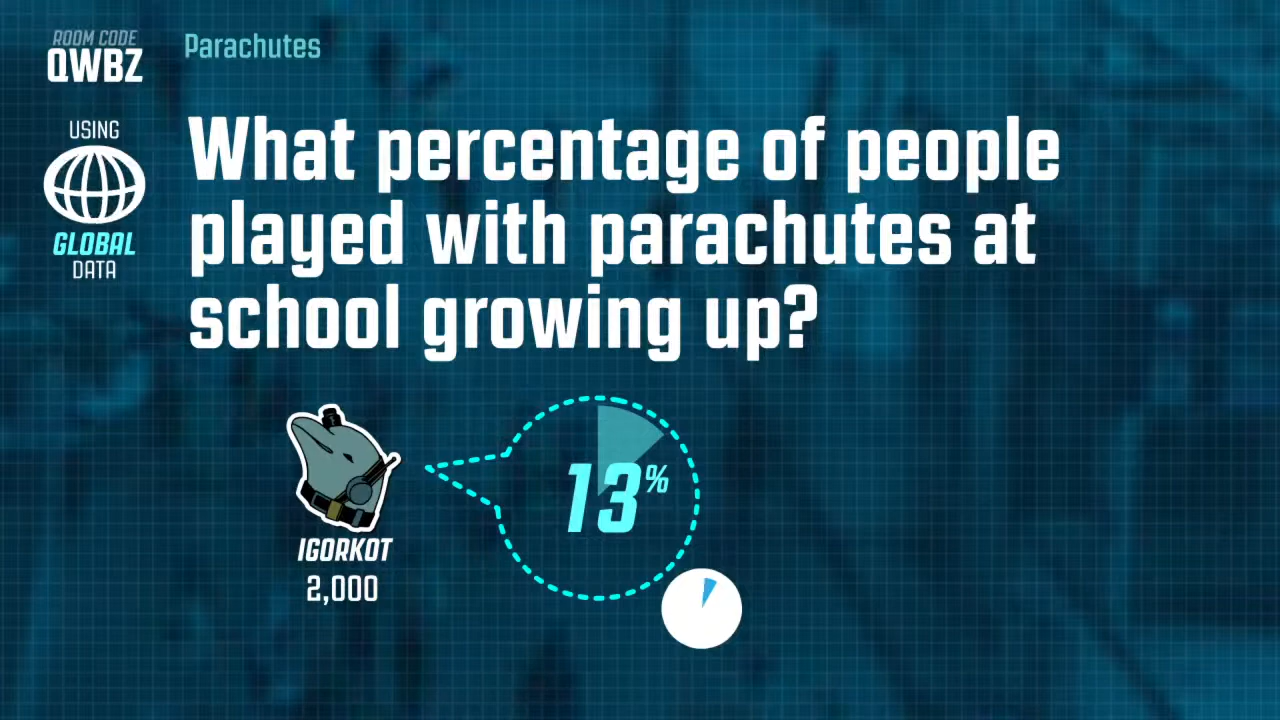 ROOM CODE
QWBZ
Parachutes
USING
GLOBAL
DATA
What percentage of people
played with parachutes at
school growing up?
13%
IGORKOT
2,000